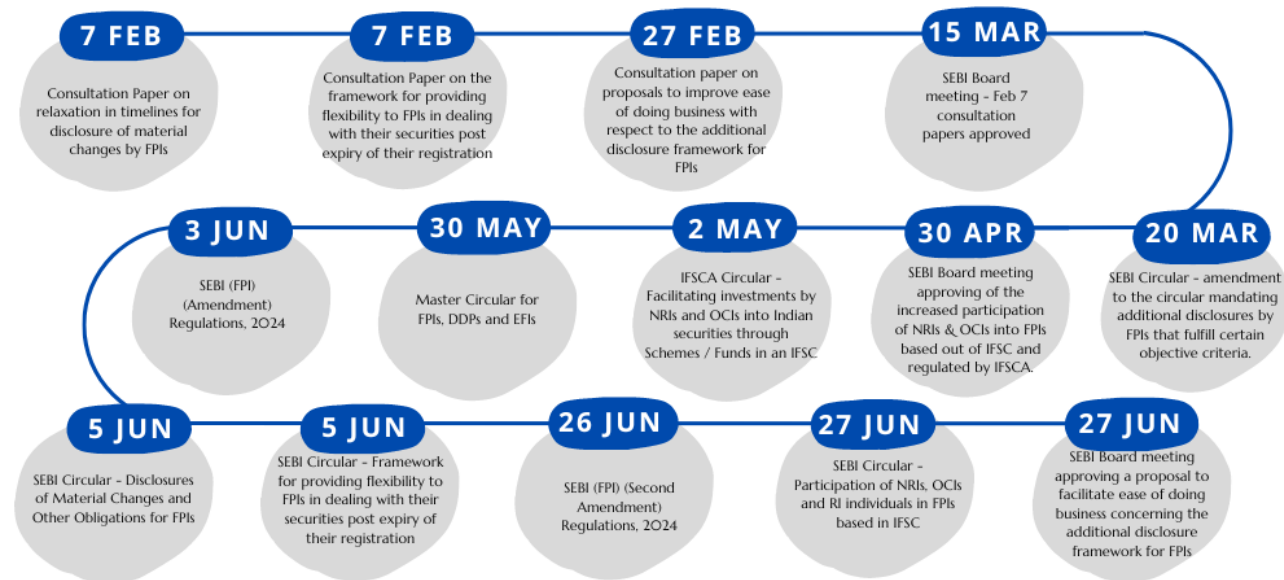 7 FEB
Consultation Paper on
relaxation in timelines for
disclosure of material
changes by FPIs
7 FEB
Consultation Paper on the
framework for providing
flexibility to FPIs in dealing
with their securities post
expiry of their registration
27 FEB
Consultation paper on
proposals to improve ease
of doing business with
respect to the additional
disclosure framework for
FPIs
15 MAR
SEBI Board
meeting - Feb 7
consultation
papers approved
20 MAR
SEBI Circular - amendment
to the circular mandating
additional disclosures by
FPIs that fulfill certain
objective criteria.
30 APR
SEBI Board meeting
approving of the
increased participation
of NRIs & OCIs into FPIs
based out of IFSC and
regulated by IFSCA.
2 MAY
IFSCA Circular -
Facilitating investments by
NRIs and OCIs into Indian
securities through
Schemes / Funds in an IFSC
30 MAY
Master Circular for
FPIs, DDPs and EFIs
3 JUN
SEBI (FPI)
(Amendment)
Regulations, 2024
5 JUN
SEBI Circular - Disclosures
of Material Changes and
Other Obligations for FPIs
5 JUN
SEBI Circular - Framework
for providing flexibility to
FPIs in dealing with their
securities post expiry of
their registration
26 JUN
SEBI (FPI) (Second
Amendment)
Regulations, 2024
27 JUN
SEBI Circular -
Participation of NRIs, OCIs
and RI individuals in FPIs
based in IFSC
27 JUN
SEBI Board meeting
approving a proposal to
facilitate ease of doing
business concerning the
additional disclosure
framework for FPIs